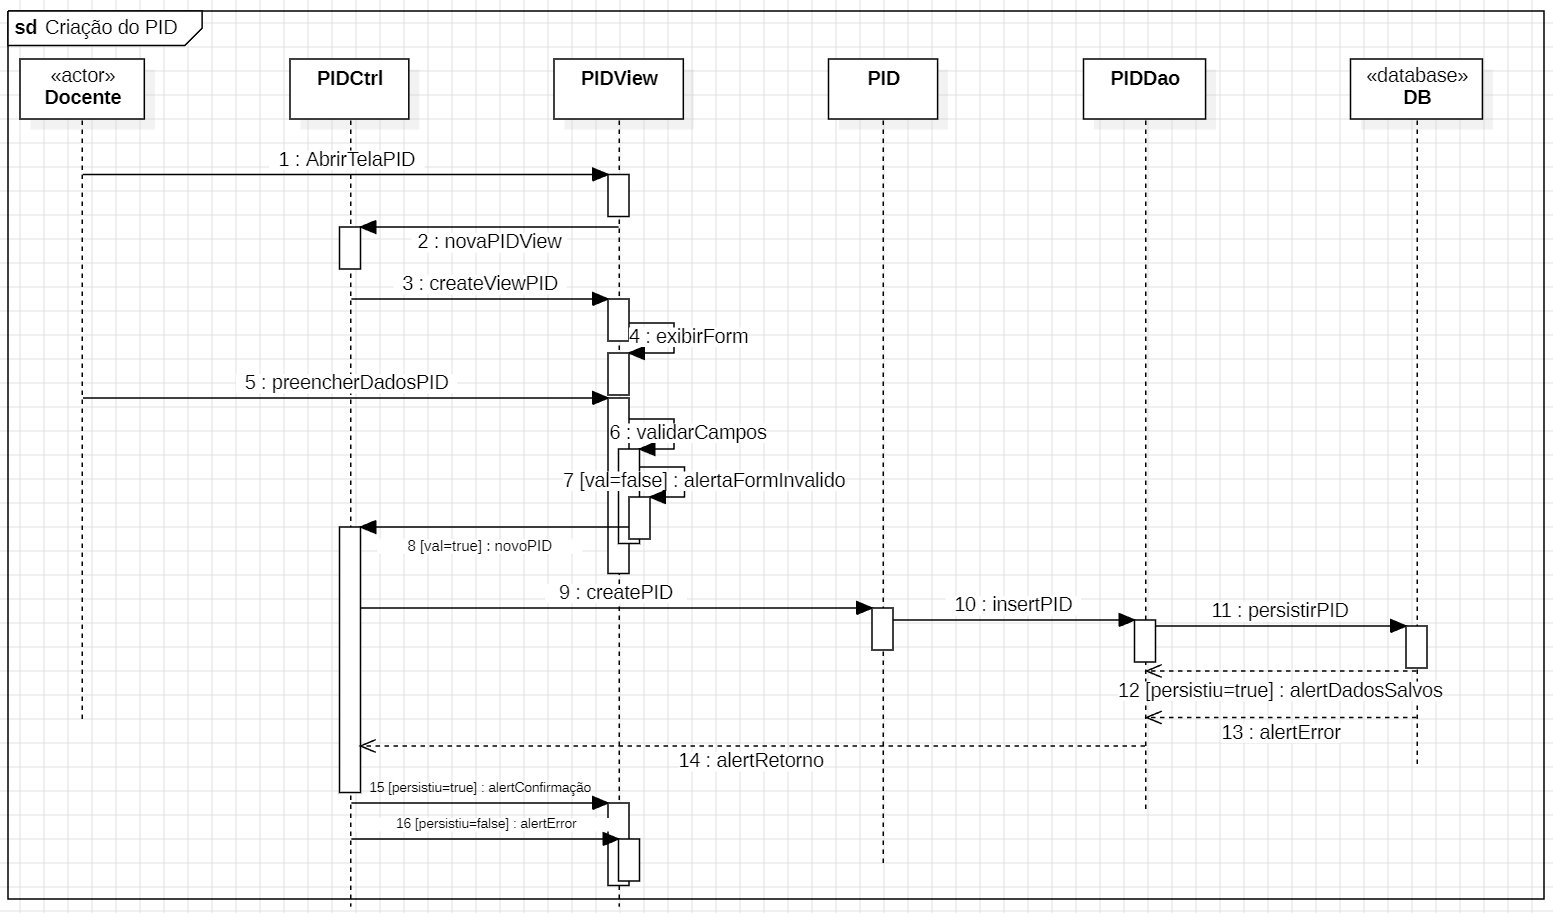 sd Criação do PID
«actor»
Docente
PIDCtrl
PIDView
PID
PIDDao
«database»
DB
1 : AbrirTelaPID
2 : novaPIDView
3 : createViewPID
4 : exibirForm
5 : preencherDadosPID
6 : validarCampos
7 [val=false] : alertaFormInvalido
8 [val=true] : novoPID
9 : createPID
10 : insertPID
11 : persistirPID
12 [persistiu=true] : alertDadosSalvos
13 : alertError
14 : alertRetorno
15 [persistiu=true] : alertConfirmação
16 [persistiu=false] : alertError